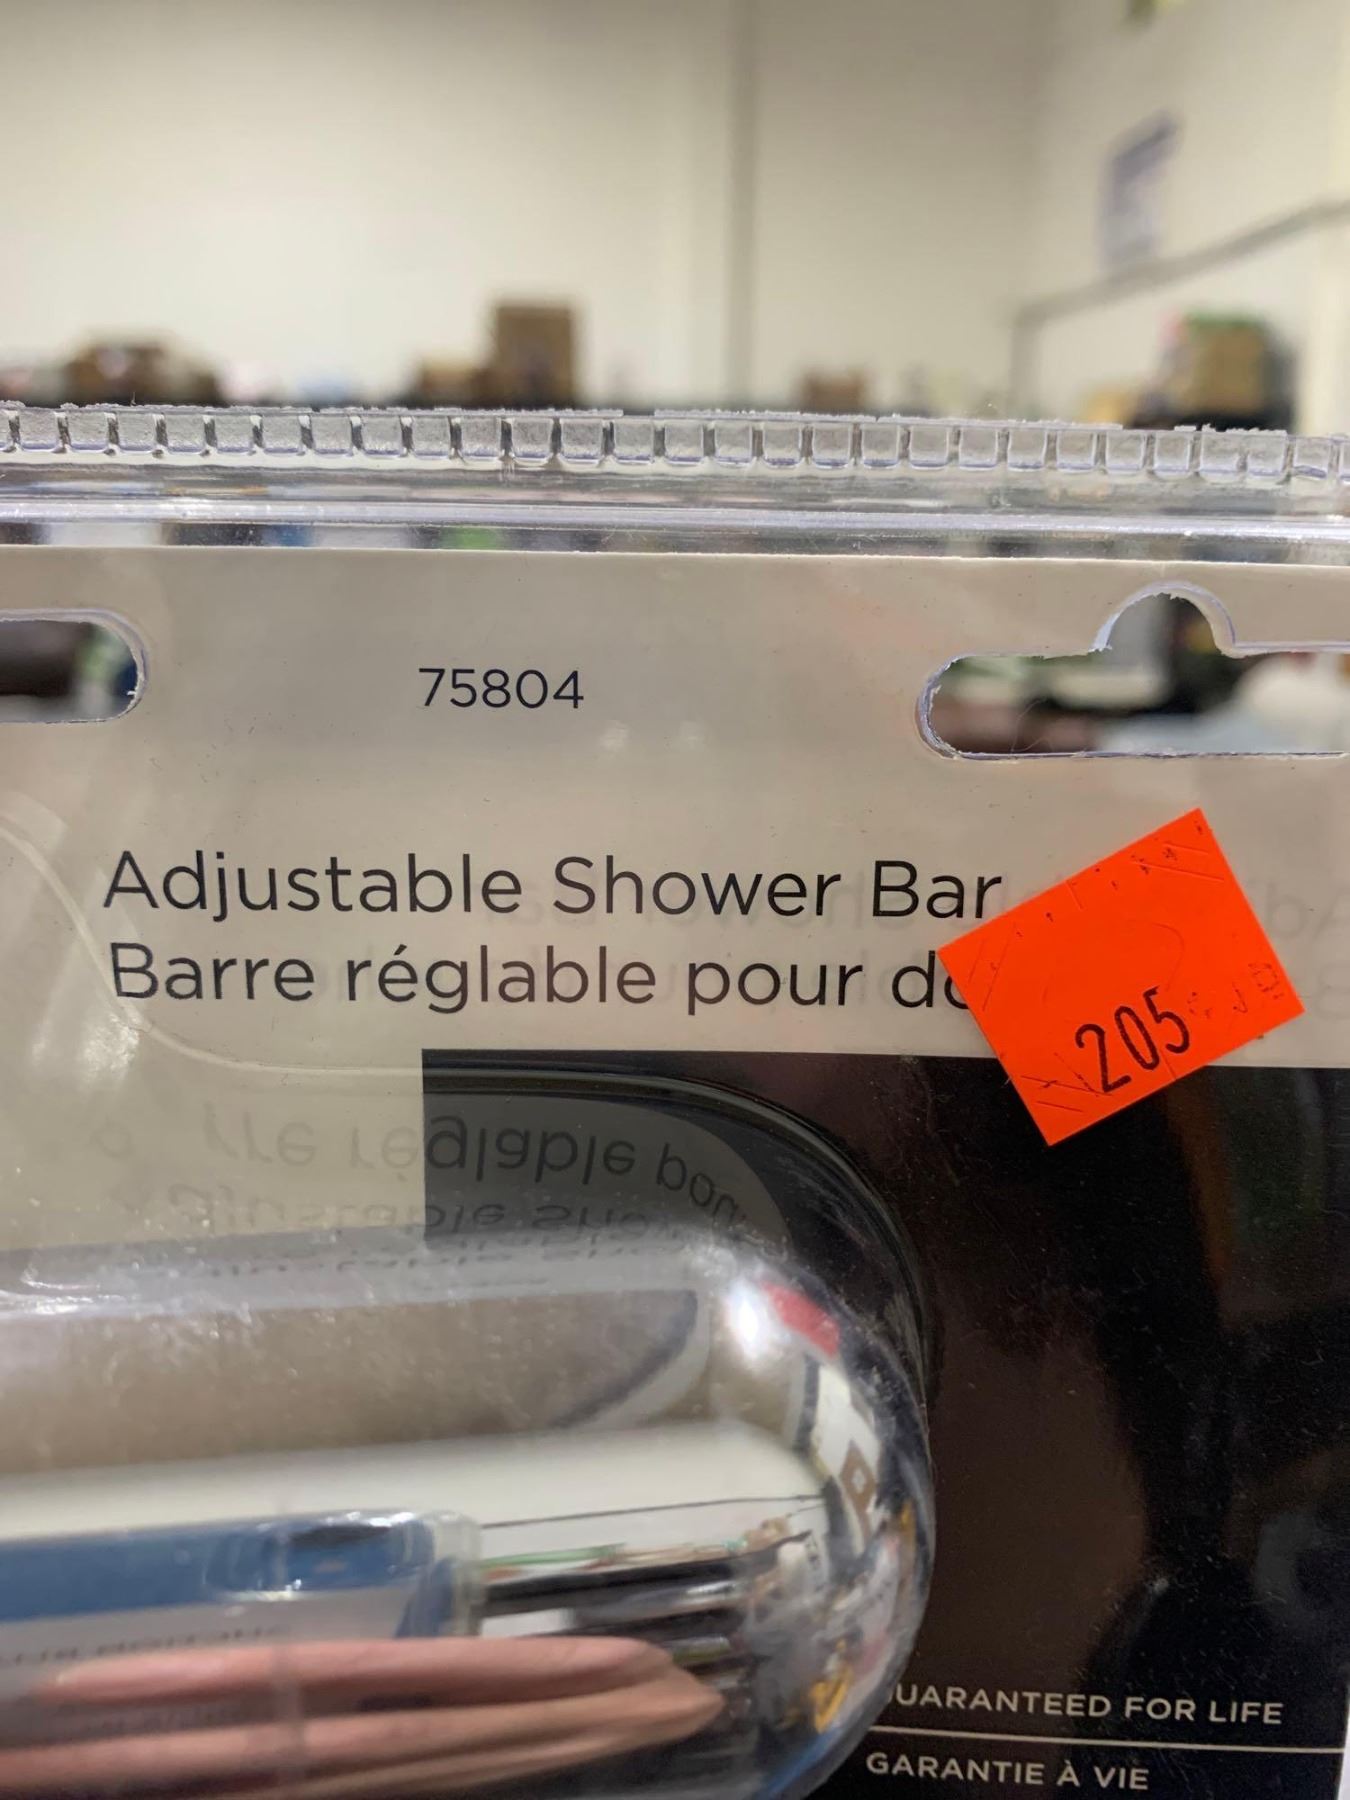 75804
Adjustable Shower Bar
Barre réglable pour
205
UARANTEED FOR LIFE
GARANTIE À VIE